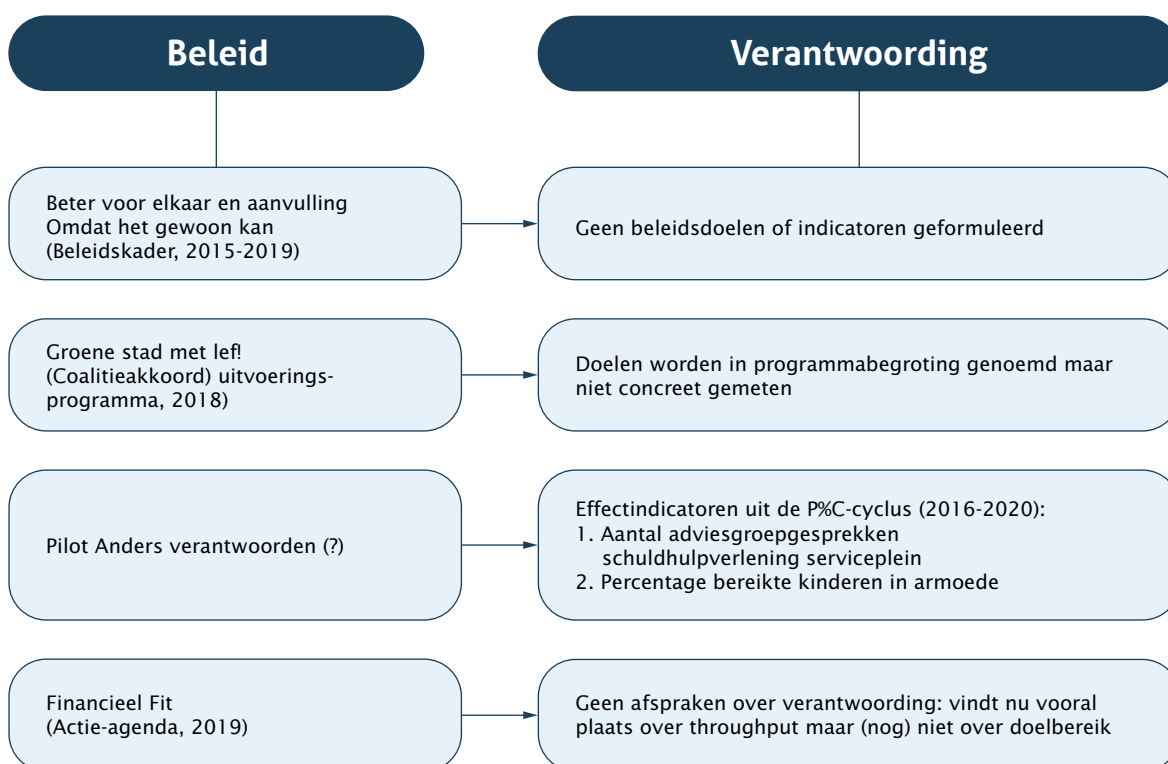 Beleid
Verantwoording
Beter voor elkaar en aanvulling
Omdat het gewoon kan
(Beleidskader, 2015-2019)
Geen beleidsdoelen of indicatoren geformuleerd
Groene stad met lef!
(Coalitieakkoord) uitvoerings-
programma, 2018)
Doelen worden in programmabegroting genoemd maar
niet concreet gemeten
Pilot Anders verantwoorden (?)
Effectindicatoren uit de P%C-cyclus (2016-2020):
1. Aantal adviesgroepgesprekken
schuldhulpverlening serviceplein
2. Percentage bereikte kinderen in armoede
Financieel Fit
(Actie-agenda, 2019)
Geen afspraken over verantwoording: vindt nu vooral
plaats over throughput maar (nog) niet over doelbereik